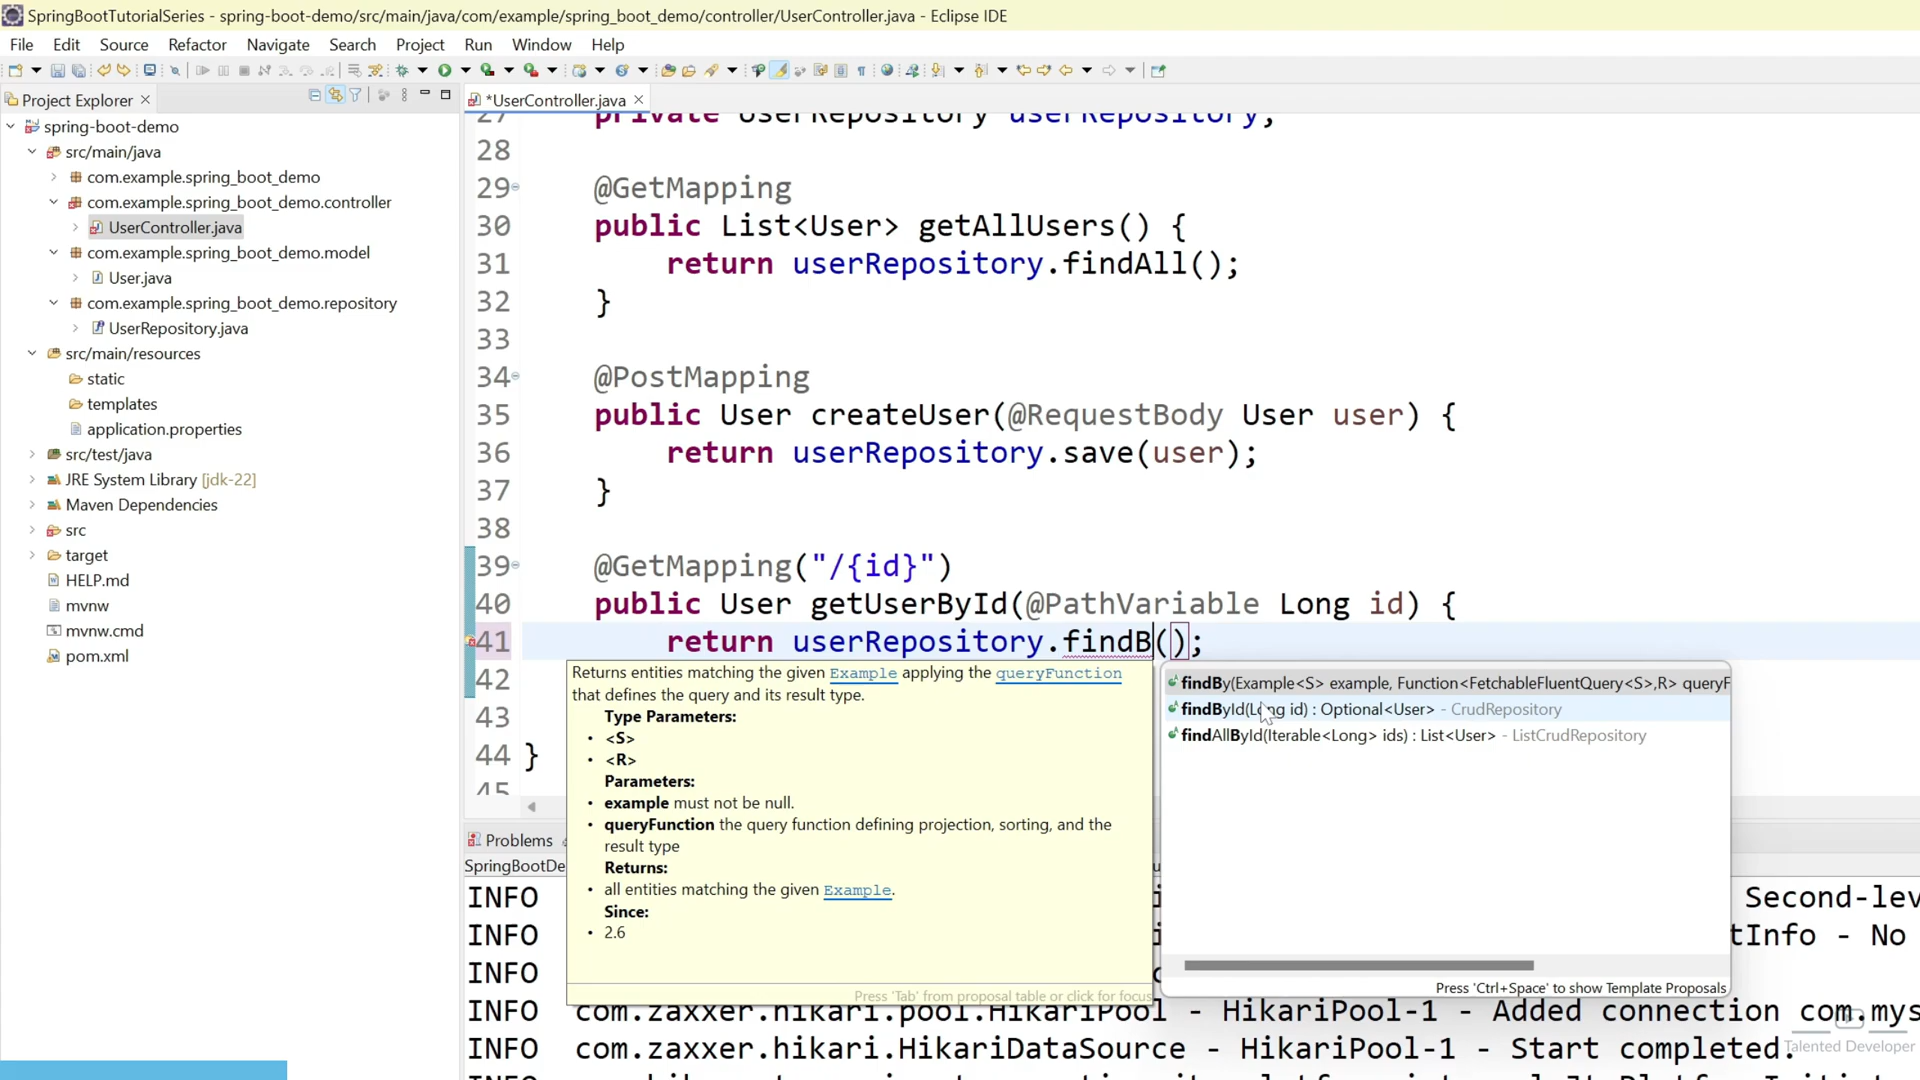 SpringBootTutorialSeries - spring-boot-demo/src/main/java/com/example/spring_boot_demo/controller/UserController.java - Eclipse IDE
File Edit Source Refactor Navigate Search Project Run Window Help
Project Explorer
*UserController.java
spring-boot-demo
src/main/java
com.example.spring_boot_demo
com.example.spring_boot_demo.controller
UserController.java
com.example.spring_boot_demo.model
User.java
com.example.spring_boot_demo.repository
UserRepository.java
src/main/resources
static
templates
application.properties
src/test/java
JRE System Library [jdk-22]
Maven Dependencies
src
target
HELP.md
mvnw
mvnw.cmd
pom.xml
27 private UserRepository userRepository;
28
29 @GetMapping
30 public List<User> getAllUsers() {
31 return userRepository.findAll();
32 }
33
34 @PostMapping
35 public User createUser(@RequestBody User user) {
36 return userRepository.save(user);
37 }
38
39 @GetMapping("/{id}")
40 public User getUserById(@PathVariable Long id) {
41 return userRepository.findB();
42
43
44 }
45
Returns entities matching the given Example applying the queryFunction
that defines the query and its result type.
Type Parameters:
• <S>
• <R>
Parameters:
• example must not be null.
• queryFunction the query function defining projection, sorting, and the
result type
Returns:
• all entities matching the given Example.
Since:
• 2.6
Press 'Tab' from proposal table or click for focus
findBy(Example<S> example, Function<FetchableFluentQuery<S>,R> queryF
findById(Long id) : Optional<User> - CrudRepository
findAllById(Iterable<Long> ids) : List<User> - ListCrudRepository
Press 'Ctrl+Space' to show Template Proposals
Problems
SpringBootDe
INFO Second-lev
INFO tInfo - No
INFO
INFO com.zaxxer.hikari.pool.HikariPool - HikariPool-1 - Added connection com.mys
INFO com.zaxxer.hikari.HikariDataSource - HikariPool-1 - Start completed.
Talented Developer